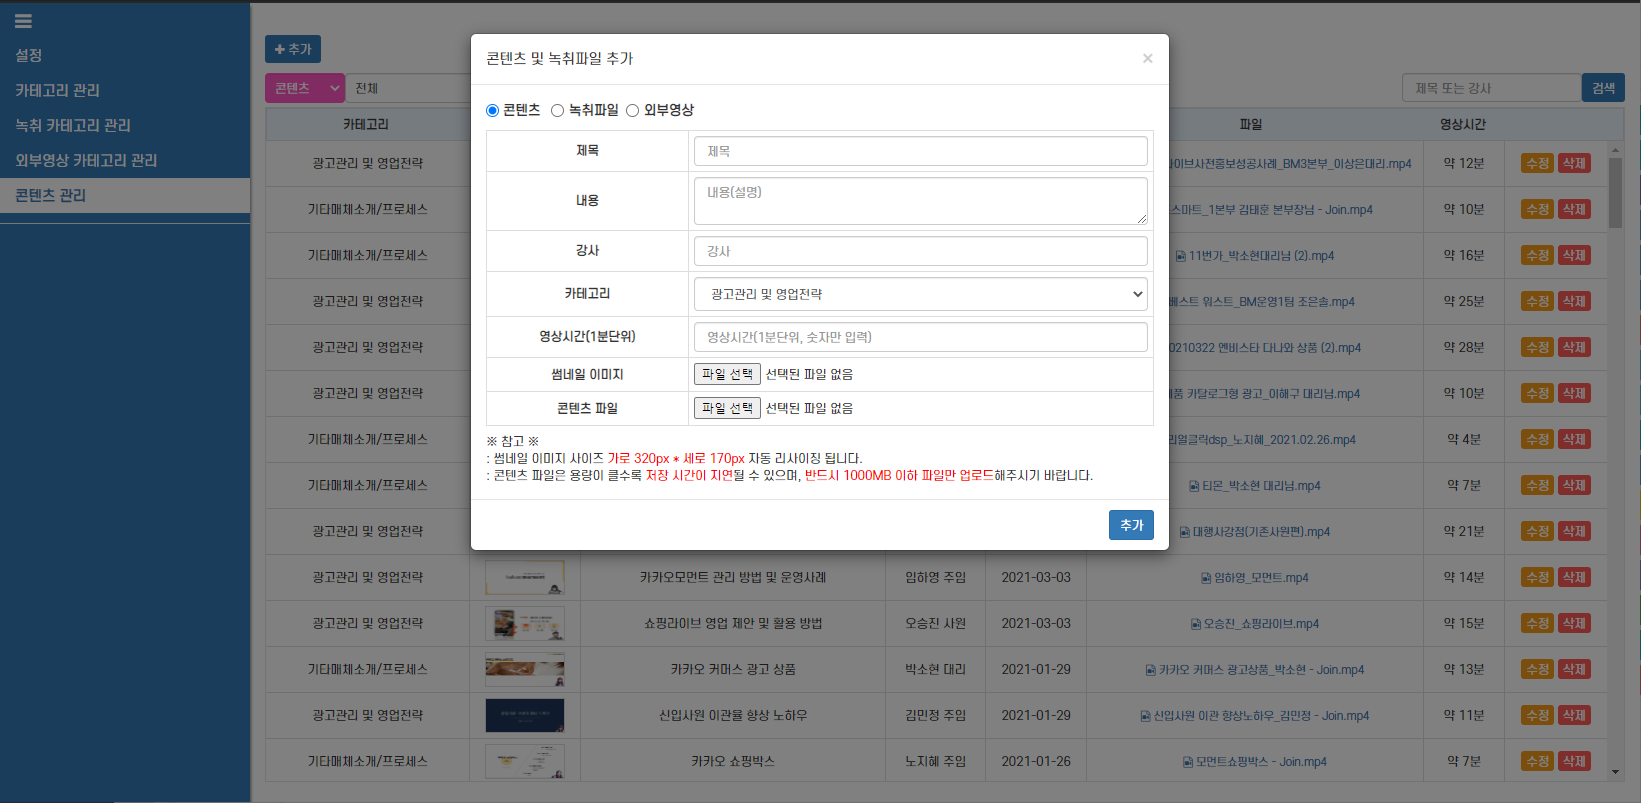 설정
카테고리 관리
녹취 카테고리 관리
외부영상 카테고리 관리
콘텐츠 관리
추가
콘텐츠 전체
제목 또는 강사 검색
카테고리 파일 영상시간
콘텐츠 및 녹취파일 추가 ×
콘텐츠 녹취파일 외부영상
제목 제목
내용 내용(설명)
강사 강사
카테고리 광고관리 및 영업전략
영상시간(1분단위) 영상시간(1분단위, 숫자만 입력)
썸네일 이미지 파일 선택 선택된 파일 없음
콘텐츠 파일 파일 선택 선택된 파일 없음
※ 참고 ※
: 썸네일 이미지 사이즈 가로 320px * 세로 170px 자동 리사이징 됩니다.
: 콘텐츠 파일은 용량이 클수록 저장 시간이 지연될 수 있으며, 반드시 1000MB 이하 파일만 업로드해주시기 바랍니다.
추가
광고관리 및 영업전략 이브사전홍보성공사례_BM3본부_이상은대리.mp4 약 12분 수정 삭제
기타매체소개/프로세스 스마트_1본부 김태훈 본부장님 - Join.mp4 약 10분 수정 삭제
기타매체소개/프로세스 11번가_박소현대리님 (2).mp4 약 16분 수정 삭제
광고관리 및 영업전략 베스트 워스트_BM운영1팀 조은솔.mp4 약 25분 수정 삭제
광고관리 및 영업전략 0210322 엔비스타 다나와 상품 (2).mp4 약 28분 수정 삭제
광고관리 및 영업전략 품 카탈로그형 광고_이해구 대리님.mp4 약 10분 수정 삭제
기타매체소개/프로세스 리얼클릭dsp_노지혜_2021.02.26.mp4 약 4분 수정 삭제
기타매체소개/프로세스 티몬_박소현 대리님.mp4 약 7분 수정 삭제
광고관리 및 영업전략 대행사강점(기존사원편).mp4 약 21분 수정 삭제
광고관리 및 영업전략 카카오모먼트 관리 방법 및 운영사례 임하영 주임 2021-03-03 임하영_모먼트.mp4 약 14분 수정 삭제
광고관리 및 영업전략 쇼핑라이브 영업 제안 및 활용 방법 오승진 사원 2021-03-03 오승진_쇼핑라이브.mp4 약 15분 수정 삭제
기타매체소개/프로세스 카카오 커머스 광고 상품 박소현 대리 2021-01-29 카카오 커머스 광고상품_박소현 - Join.mp4 약 13분 수정 삭제
광고관리 및 영업전략 신입사원 이관율 향상 노하우 김민정 주임 2021-01-29 신입사원 이관 향상노하우_김민정 - Join.mp4 약 11분 수정 삭제
기타매체소개/프로세스 카카오 쇼핑박스 노지혜 주임 2021-01-26 모먼트쇼핑박스 - Join.mp4 약 7분 수정 삭제